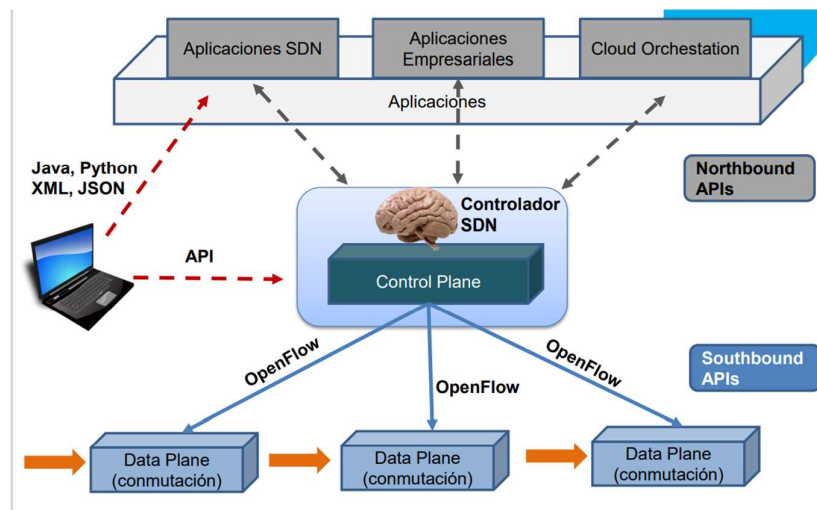 Aplicaciones SDN
Aplicaciones
Empresariales
Cloud Orchestation
Aplicaciones
Java, Python
XML, JSON
Northbound
APIs
Controlador
SDN
API
Control Plane
OpenFlow
OpenFlow
OpenFlow
Southbound
APIs
Data Plane
(conmutación)
Data Plane
(conmutación)
Data Plane
(conmutación)